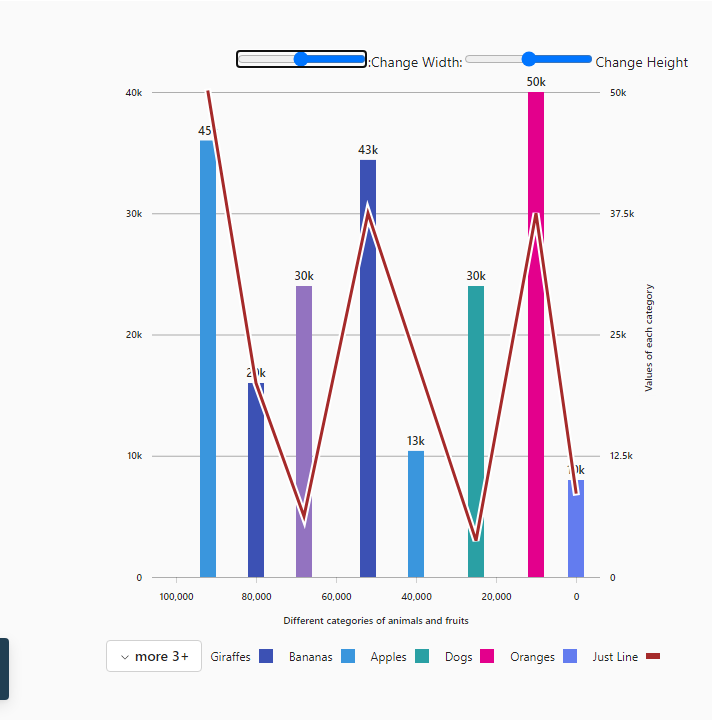 :Change Width: Change Height
50k
40k 50k
45
43k
30k 37.5k
30k 30k
20k 25k
Values of each category
13k
10k 12.5k
0 0
100,000 80,000 60,000 40,000 20,000 0
Different categories of animals and fruits
more 3+ Giraffes Bananas Apples Dogs Oranges Just Line